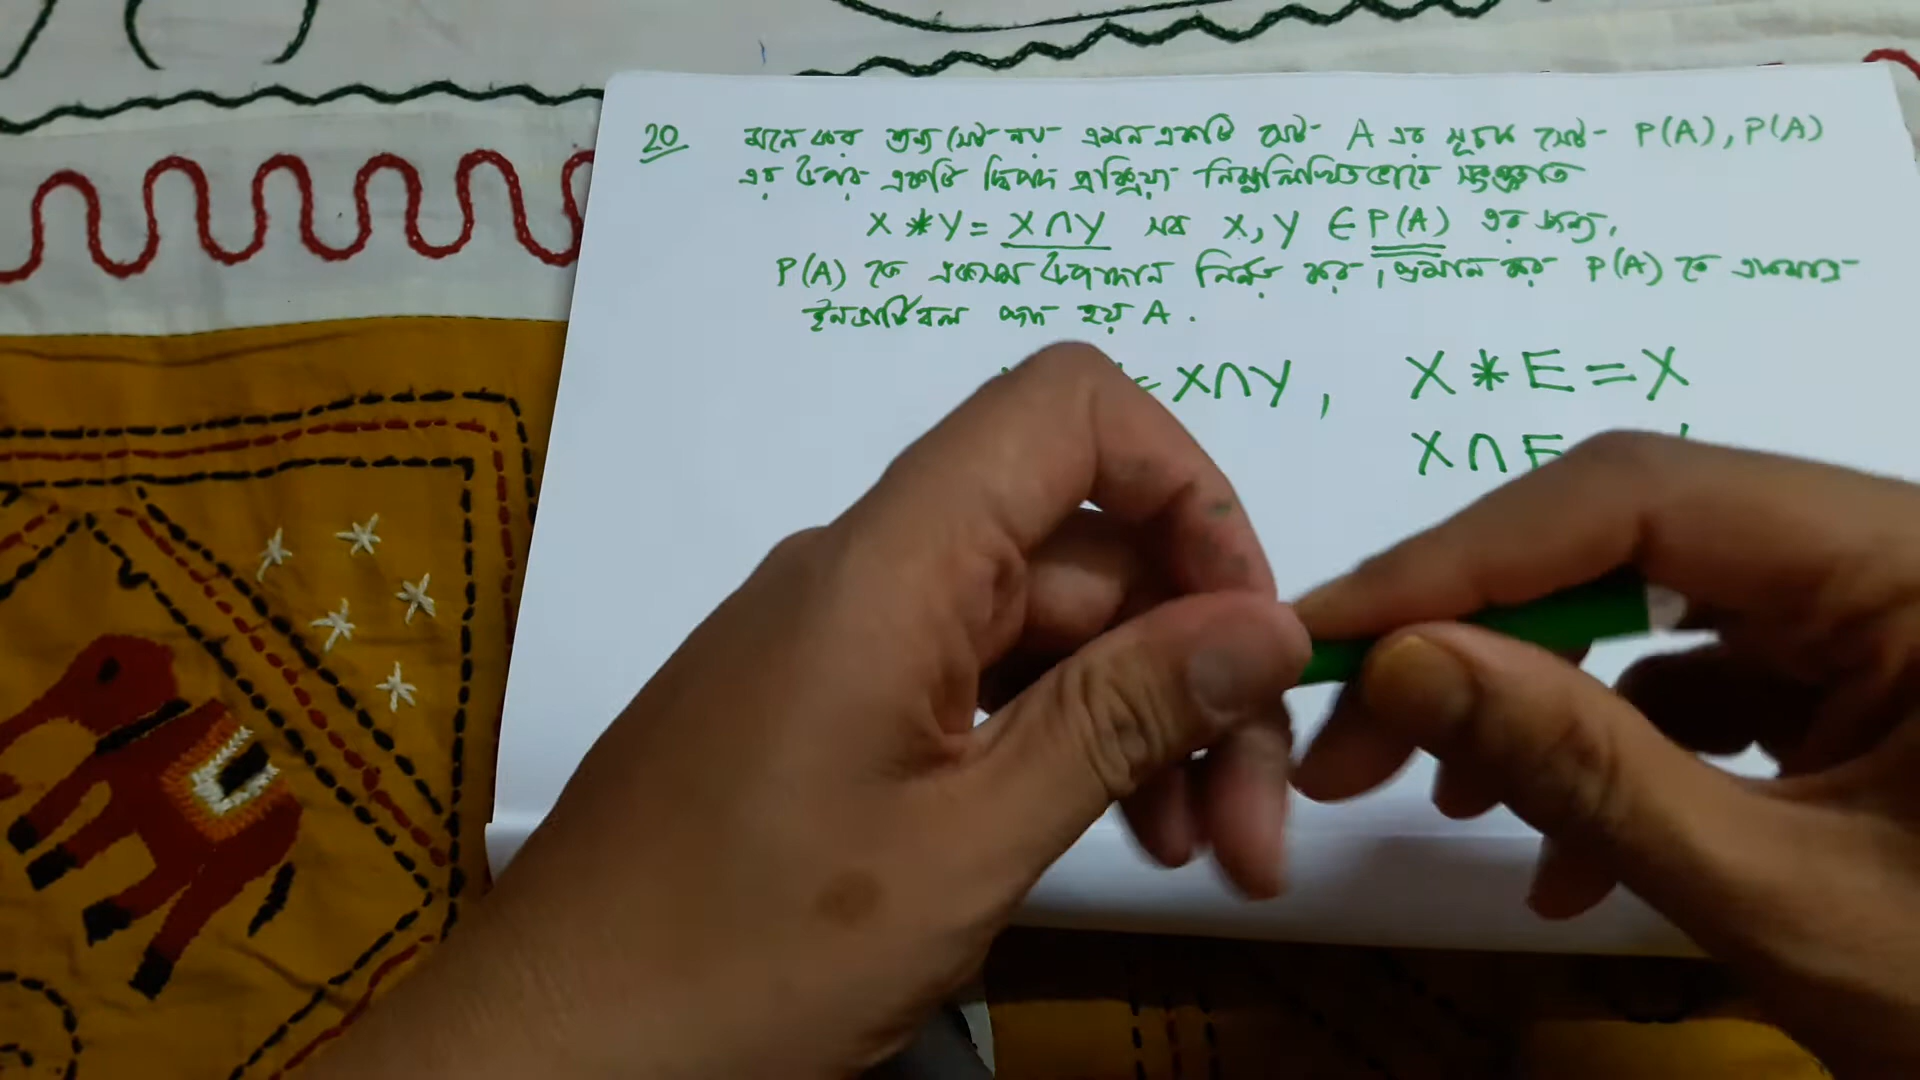 20 মনে কর শূন্য সেট নয় এমন একটি সেট A এর সূচক সেট P(A), P(A)
এর উপর একটি দ্বিপদ প্রক্রিয়া নিম্নলিখিতভাবে সংজ্ঞাত
X * Y = X ∩ Y সব X, Y ∈ P(A) এর জন্য,
P(A) তে একসম উপাদান নির্ণয় কর, প্রমান কর P(A) তে একমাত্র
ইনভার্টিবল পদ হয় A.
= X ∩ Y, X * E = X
X ∩ E